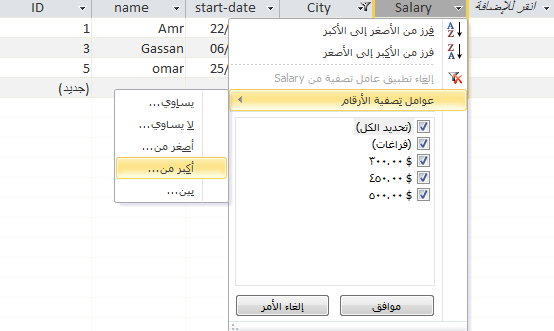 ID name start-date City Salary انقر للإضافة
1 Amr 22/
3 Gassan 06/
5 omar 25/
(جديد)
فرز من الأصغر إلى الأكبر
فرز من الأكبر إلى الأصغر
إلغاء تطبيق عامل تصفية من Salary
عوامل تصفية الأرقام
يساوي...
لا يساوي...
أصغر من...
أكبر من...
بين...
(تحديد الكل)
(فراغات)
$ ٣٠٠.٠٠
$ ٤٥٠.٠٠
$ ٥٠٠.٠٠
موافق
إلغاء الأمر